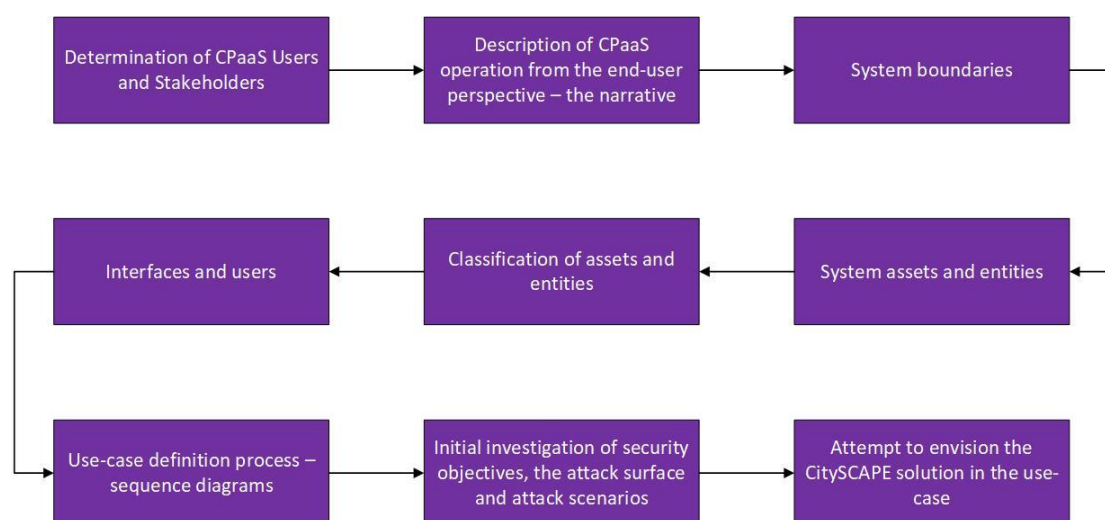 Determination of CPaaS Users
and Stakeholders
Description of CPaaS
operation from the end-user
perspective – the narrative
System boundaries
Interfaces and users
Classification of assets and
entities
System assets and entities
Use-case definition process –
sequence diagrams
Initial investigation of security
objectives, the attack surface
and attack scenarios
Attempt to envision the
CitySCAPE solution in the use-
case